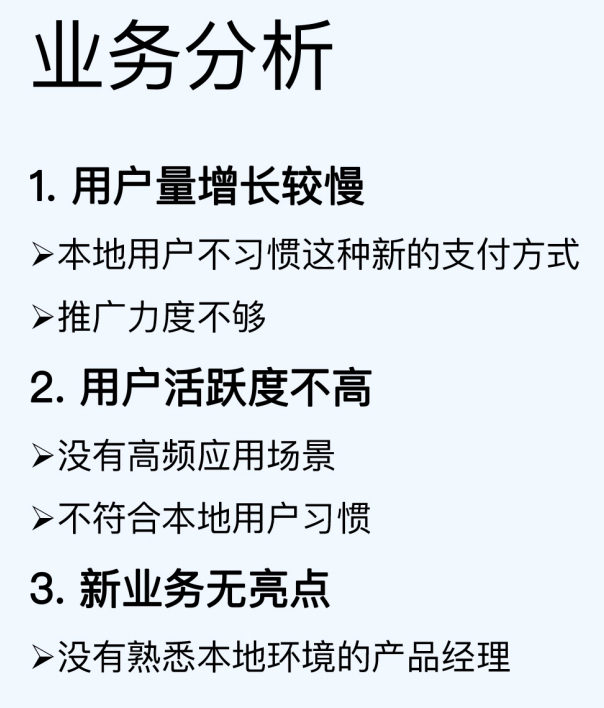 业务分析
1. 用户量增长较慢
➢本地用户不习惯这种新的支付方式
➢推广力度不够
2. 用户活跃度不高
➢没有高频应用场景
➢不符合本地用户习惯
3. 新业务无亮点
➢没有熟悉本地环境的产品经理